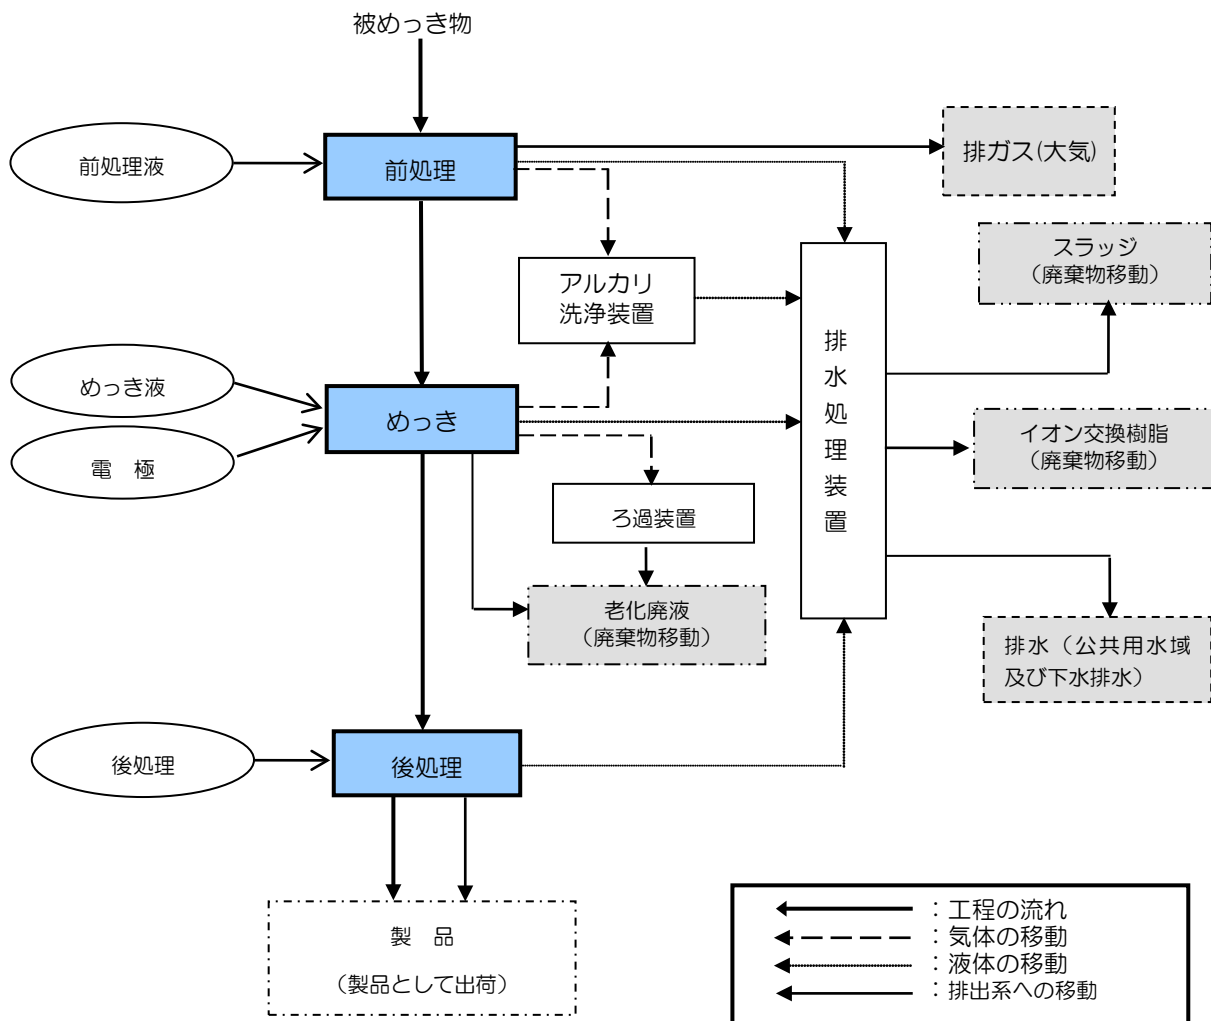 被めっき物
前処理液
前処理
排ガス(大気)
スラッジ
（廃棄物移動）
アルカリ
洗浄装置
排水処理装置
めっき液
めっき
電　極
イオン交換樹脂
（廃棄物移動）
ろ過装置
老化廃液
（廃棄物移動）
排水（公共用水域
及び下水排水）
後処理
後処理
製　品
（製品として出荷）
：工程の流れ
：気体の移動
：液体の移動
：排出系への移動